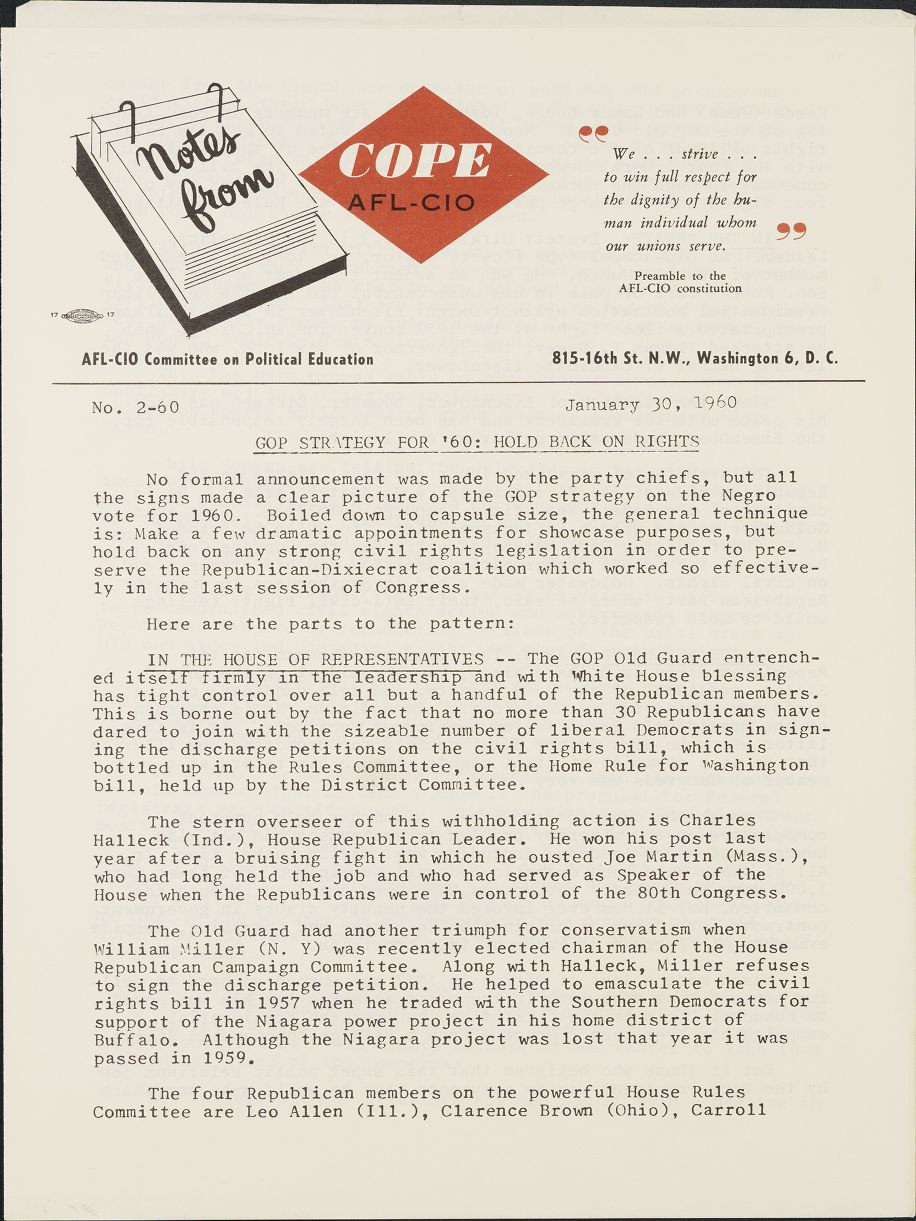 Notes
from
COPE
AFL-CIO
“
We . . . strive . . .
to win full respect for
the dignity of the hu-
man individual whom
our unions serve.
”
Preamble to the
AFL-CIO constitution
17 17
AFL-CIO Committee on Political Education 815-16th St. N.W., Washington 6, D. C.
No. 2-60 January 30, 1960
GOP STRATEGY FOR '60: HOLD BACK ON RIGHTS
No formal announcement was made by the party chiefs, but all
the signs made a clear picture of the GOP strategy on the Negro
vote for 1960. Boiled down to capsule size, the general technique
is: Make a few dramatic appointments for showcase purposes, but
hold back on any strong civil rights legislation in order to pre-
serve the Republican-Dixiecrat coalition which worked so effective-
ly in the last session of Congress.
Here are the parts to the pattern:
IN THE HOUSE OF REPRESENTATIVES -- The GOP Old Guard entrench-
ed itself firmly in the leadership and with White House blessing
has tight control over all but a handful of the Republican members.
This is borne out by the fact that no more than 30 Republicans have
dared to join with the sizeable number of liberal Democrats in sign-
ing the discharge petitions on the civil rights bill, which is
bottled up in the Rules Committee, or the Home Rule for Washington
bill, held up by the District Committee.
The stern overseer of this withholding action is Charles
Halleck (Ind.), House Republican Leader. He won his post last
year after a bruising fight in which he ousted Joe Martin (Mass.),
who had long held the job and who had served as Speaker of the
House when the Republicans were in control of the 80th Congress.
The Old Guard had another triumph for conservatism when
William Miller (N. Y) was recently elected chairman of the House
Republican Campaign Committee. Along with Halleck, Miller refuses
to sign the discharge petition. He helped to emasculate the civil
rights bill in 1957 when he traded with the Southern Democrats for
support of the Niagara power project in his home district of
Buffalo. Although the Niagara project was lost that year it was
passed in 1959.
The four Republican members on the powerful House Rules
Committee are Leo Allen (Ill.), Clarence Brown (Ohio), Carroll